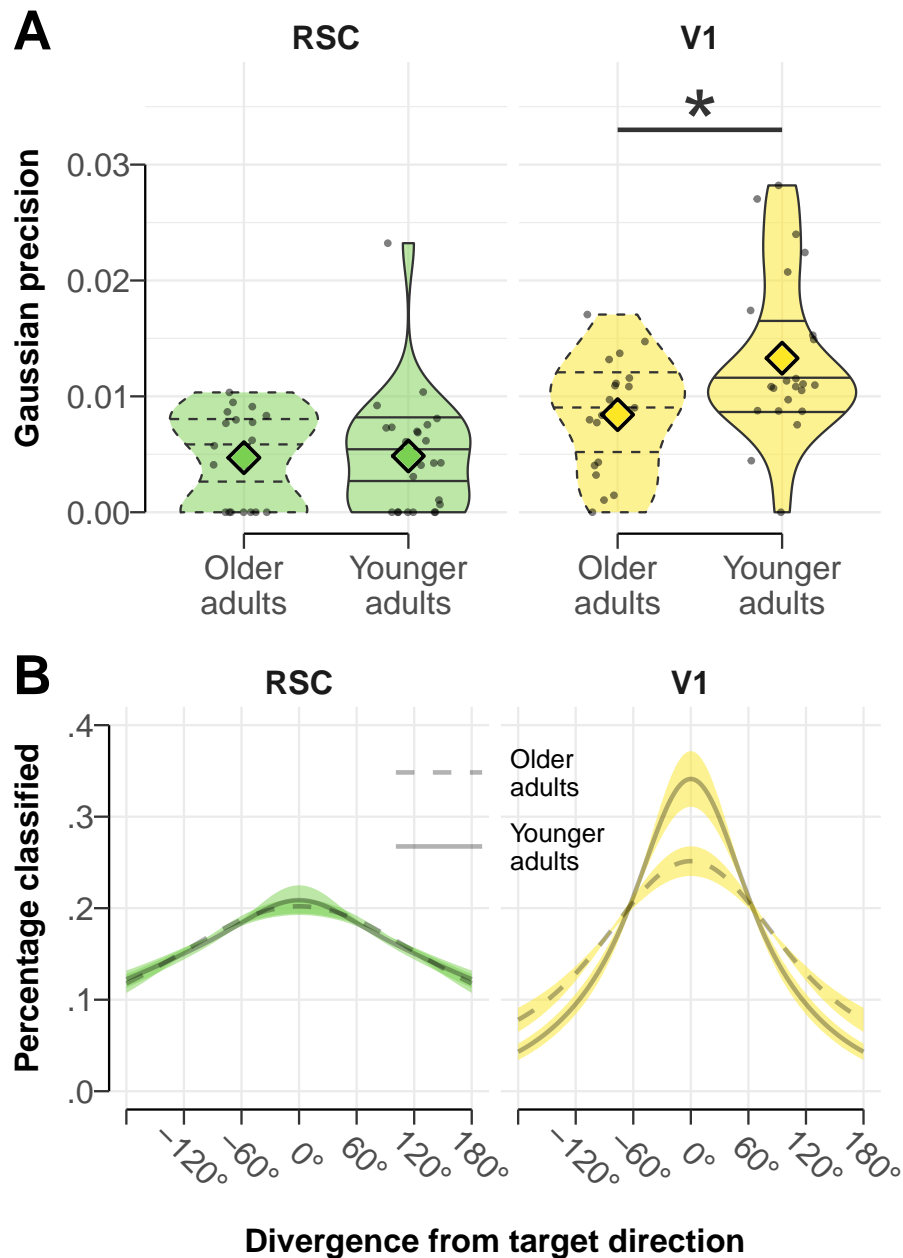 A
RSC
V1
*
Gaussian precision
0.03
0.02
0.01
0.00
Older
adults
Younger
adults
Older
adults
Younger
adults
B
RSC
V1
Percentage classified
.4
.3
.2
.1
.0
Older
adults
Younger
adults
−120°
−60°
0°
60°
120°
180°
−120°
−60°
0°
60°
120°
180°
Divergence from target direction